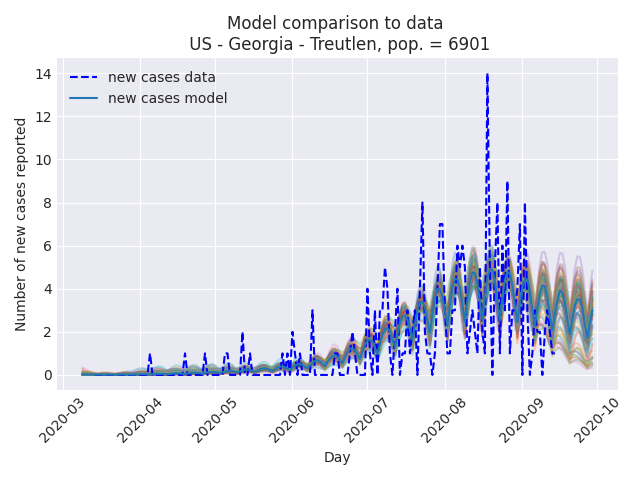 Model comparison to data
US - Georgia - Treutlen, pop. = 6901
new cases data
new cases model
Number of new cases reported
14
12
10
8
6
4
2
0
2020-03
2020-04
2020-05
2020-06
2020-07
2020-08
2020-09
2020-10
Day